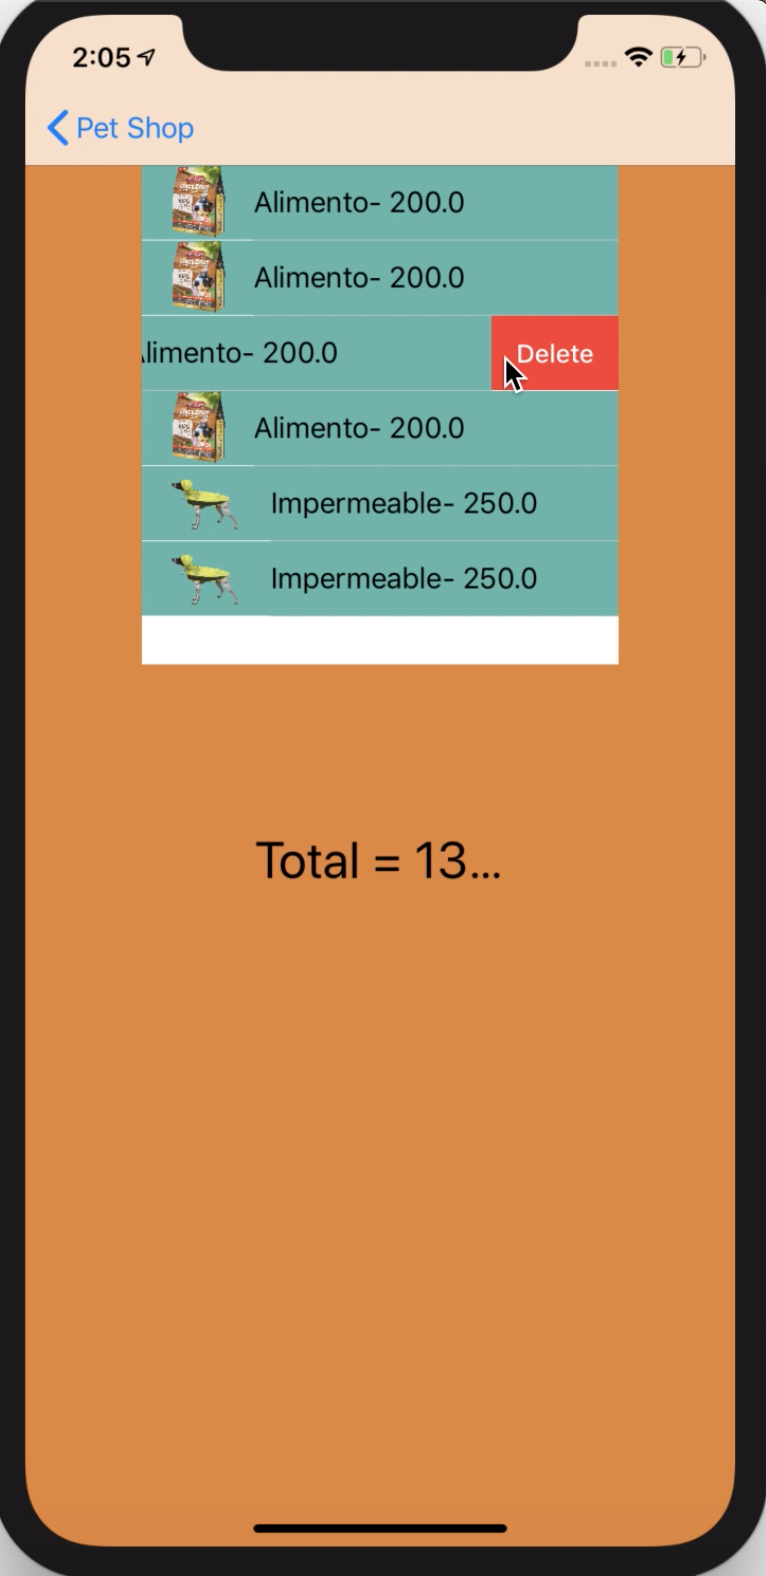 2:05
Pet Shop
Alimento- 200.0
Alimento- 200.0
limento- 200.0
Delete
Alimento- 200.0
Impermeable- 250.0
Impermeable- 250.0
Total = 13...